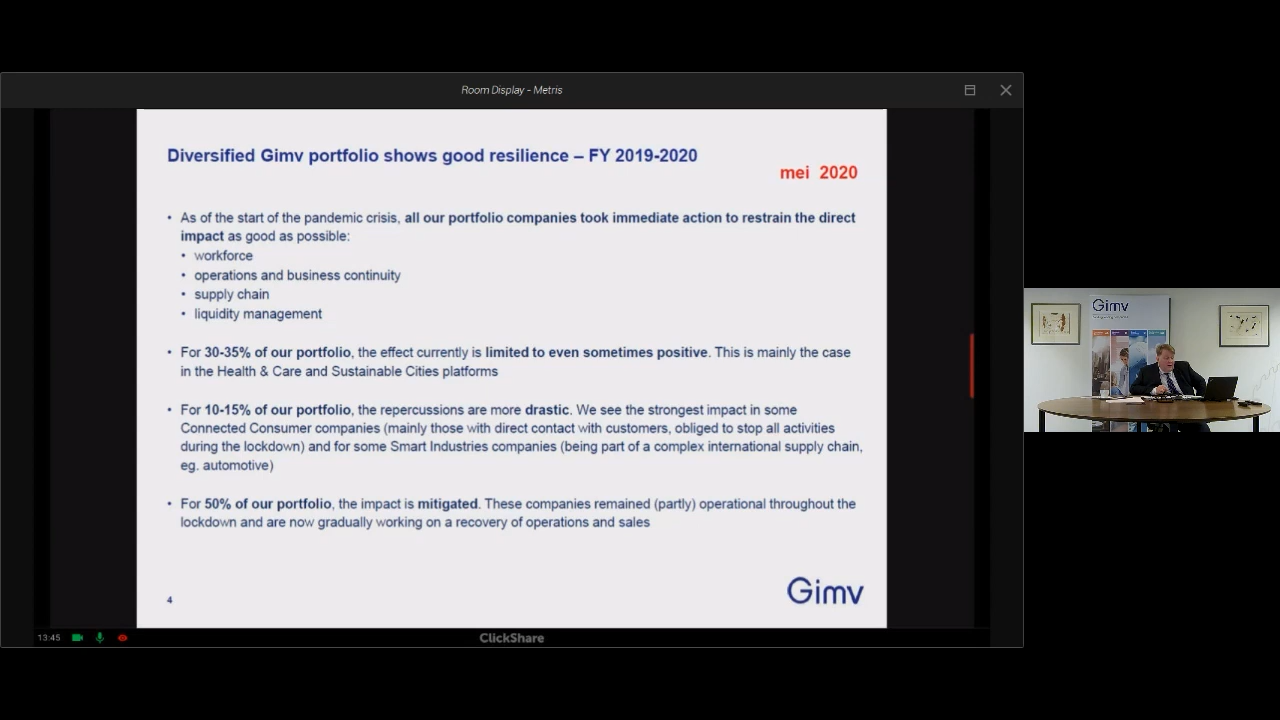 Room Display - Metris
Diversified Gimv portfolio shows good resilience – FY 2019-2020
mei 2020
• As of the start of the pandemic crisis, all our portfolio companies took immediate action to restrain the direct
impact as good as possible:
• workforce
• operations and business continuity
• supply chain
• liquidity management
• For 30-35% of our portfolio, the effect currently is limited to even sometimes positive. This is mainly the case
in the Health & Care and Sustainable Cities platforms
• For 10-15% of our portfolio, the repercussions are more drastic. We see the strongest impact in some
Connected Consumer companies (mainly those with direct contact with customers, obliged to stop all activities
during the lockdown) and for some Smart Industries companies (being part of a complex international supply chain,
eg. automotive)
• For 50% of our portfolio, the impact is mitigated. These companies remained (partly) operational throughout the
lockdown and are now gradually working on a recovery of operations and sales
4
Gimv
13:45
ClickShare
Gimv